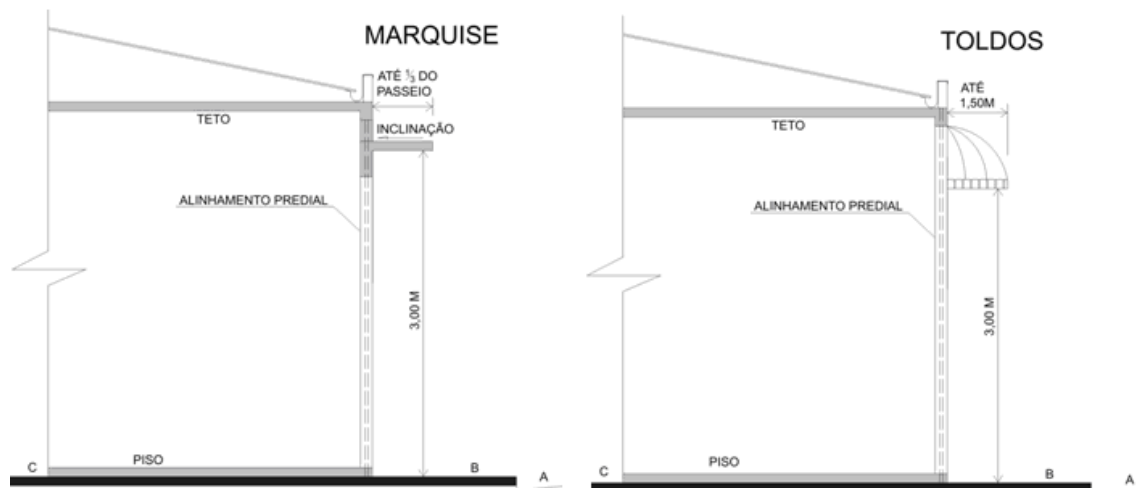 MARQUISE
ATÉ ⅓ DO
PASSEIO
TETO
INCLINAÇÃO
ALINHAMENTO PREDIAL
3,00 M
PISO
C
B
A
TOLDOS
ATÉ
1,50M
TETO
ALINHAMENTO PREDIAL
3,00 M
PISO
C
B
A